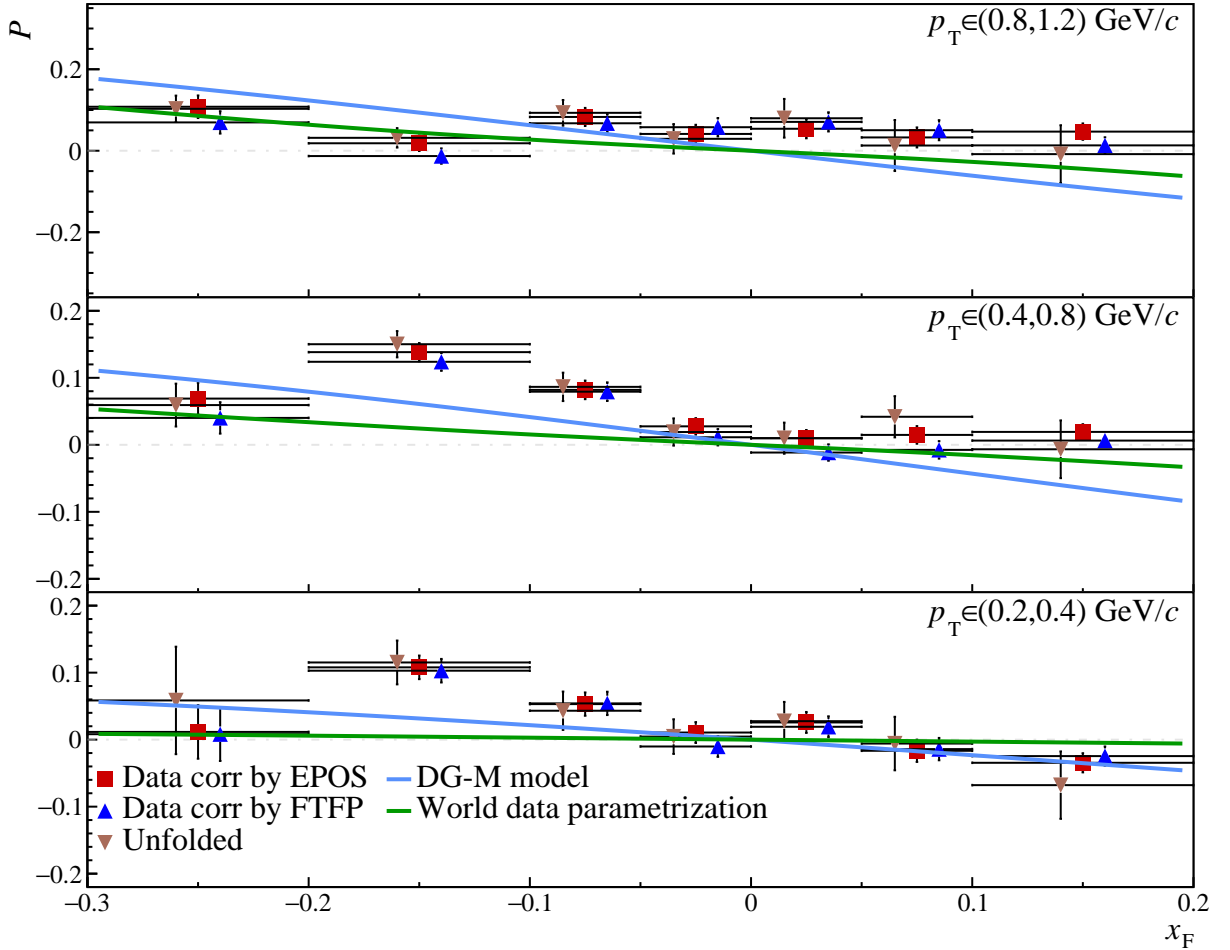 P
p_T∈(0.8,1.2) GeV/c
0.2
0
−0.2
p_T∈(0.4,0.8) GeV/c
0.2
0.1
0
−0.1
−0.2
p_T∈(0.2,0.4) GeV/c
0.2
0.1
0
−0.1
−0.2
Data corr by EPOS
DG-M model
Data corr by FTFP
World data parametrization
Unfolded
−0.3
−0.2
−0.1
0
0.1
0.2
x_F